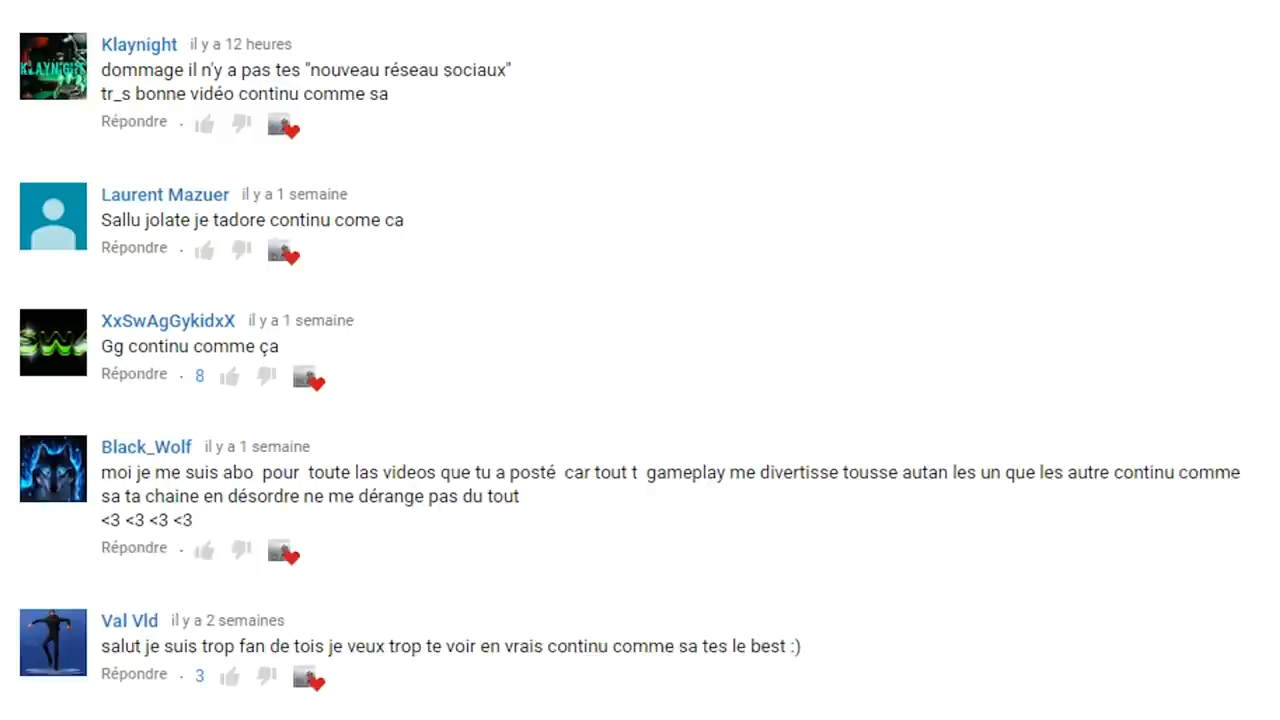 KLAYNIGHT
Klaynight il y a 12 heures
dommage il n'y a pas tes "nouveau réseau sociaux"
tr_s bonne vidéo continu comme sa
Répondre .
Laurent Mazuer il y a 1 semaine
Sallu jolate je tadore continu come ca
Répondre .
SWA
XxSwAgGykidxX il y a 1 semaine
Gg continu comme ça
Répondre . 8
Black_Wolf il y a 1 semaine
moi je me suis abo pour toute las videos que tu a posté car tout t gameplay me divertisse tousse autan les un que les autre continu comme
sa ta chaine en désordre ne me dérange pas du tout
<3 <3 <3 <3
Répondre .
Val Vld il y a 2 semaines
salut je suis trop fan de tois je veux trop te voir en vrais continu comme sa tes le best :)
Répondre . 3